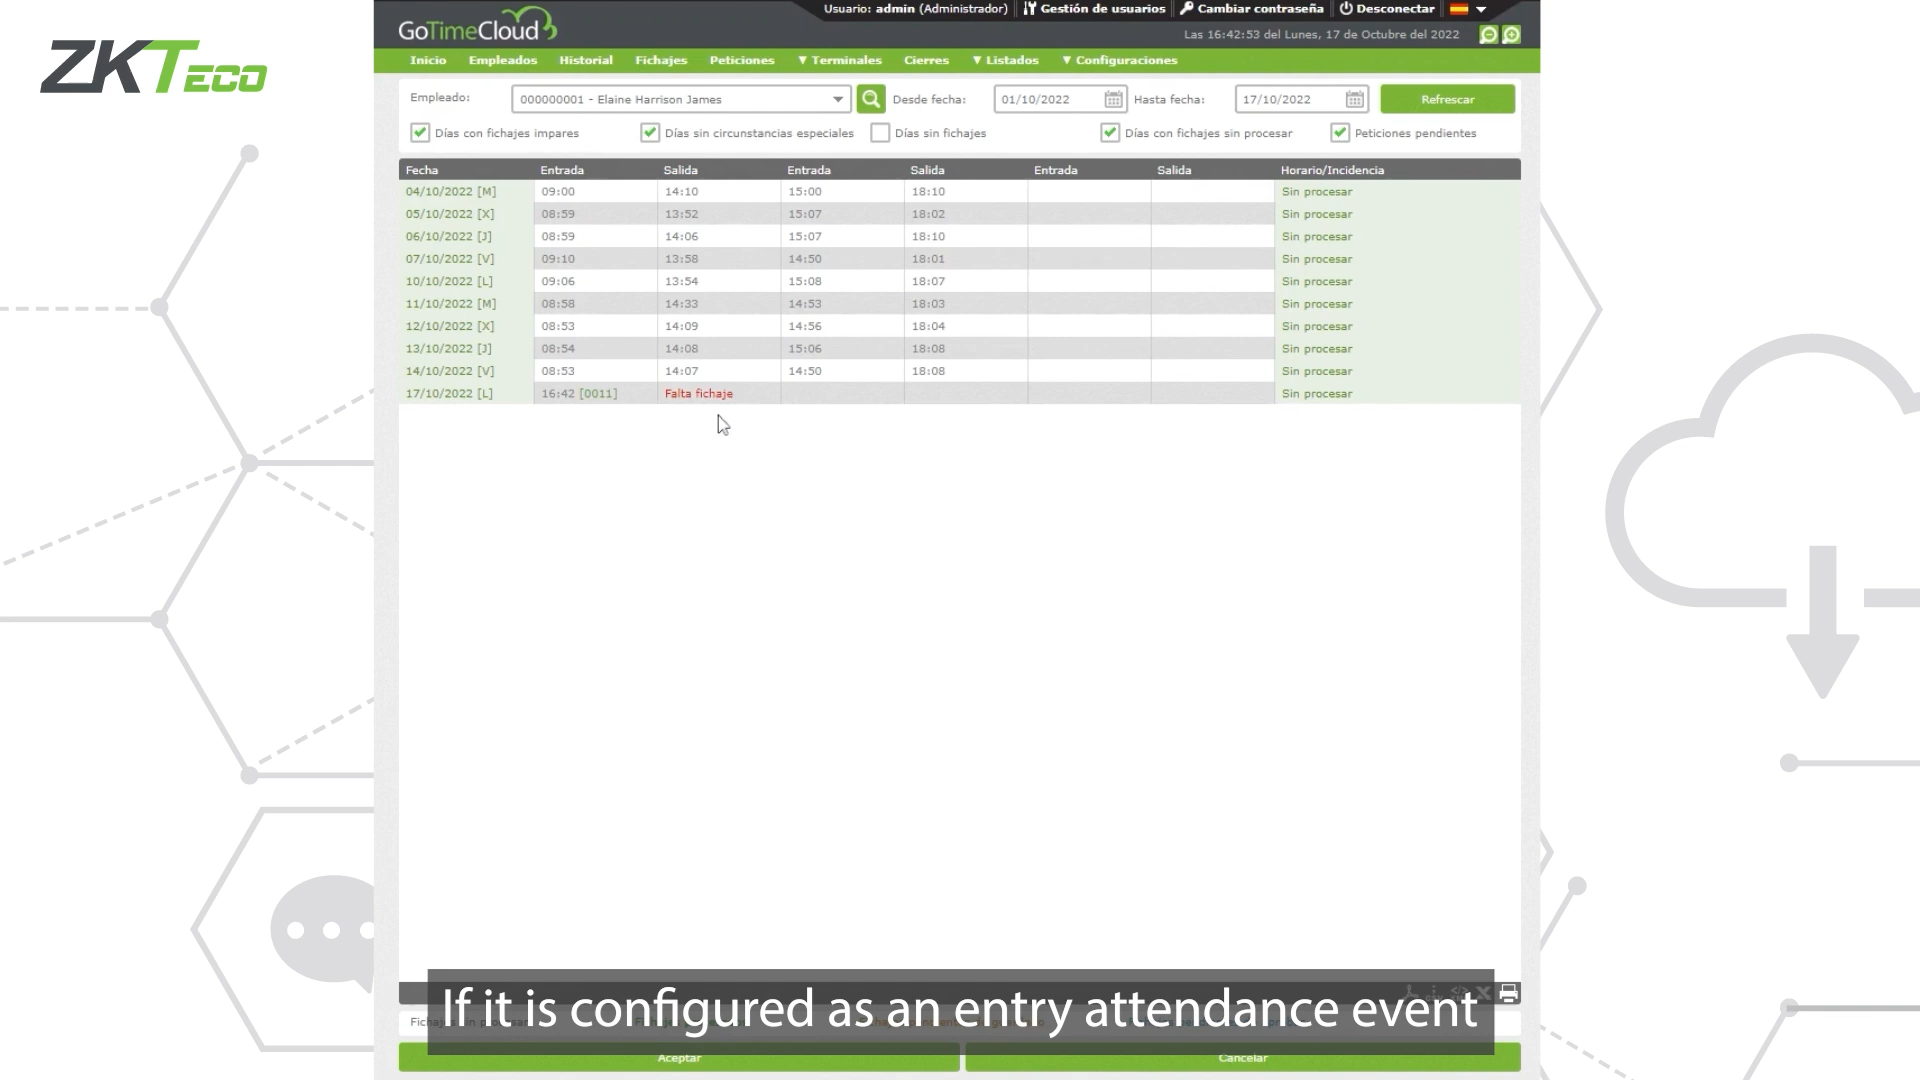 ZKTeco
GoTimeCloud
Usuario: admin (Administrador) Gestión de usuarios Cambiar contraseña Desconectar
Las 16:42:53 del Lunes, 17 de Octubre del 2022
Inicio Empleados Historial Fichajes Peticiones ▼ Terminales Cierres ▼ Listados ▼ Configuraciones
Empleado: 000000001 - Elaine Harrison James Desde fecha: 01/10/2022 Hasta fecha: 17/10/2022 Refrescar
Días con fichajes impares Días sin circunstancias especiales Días sin fichajes Días con fichajes sin procesar Peticiones pendientes
Fecha Entrada Salida Entrada Salida Entrada Salida Horario/Incidencia
04/10/2022 [M] 09:00 14:10 15:00 18:10 Sin procesar
05/10/2022 [X] 08:59 13:52 15:07 18:02 Sin procesar
06/10/2022 [J] 08:59 14:06 15:07 18:10 Sin procesar
07/10/2022 [V] 09:10 13:58 14:50 18:01 Sin procesar
10/10/2022 [L] 09:06 13:54 15:08 18:07 Sin procesar
11/10/2022 [M] 08:58 14:33 14:53 18:03 Sin procesar
12/10/2022 [X] 08:53 14:09 14:56 18:04 Sin procesar
13/10/2022 [J] 08:54 14:08 15:06 18:08 Sin procesar
14/10/2022 [V] 08:53 14:07 14:50 18:08 Sin procesar
17/10/2022 [L] 16:42 [0011] Falta fichaje Sin procesar
If it is configured as an entry attendance event
Aceptar Cancelar